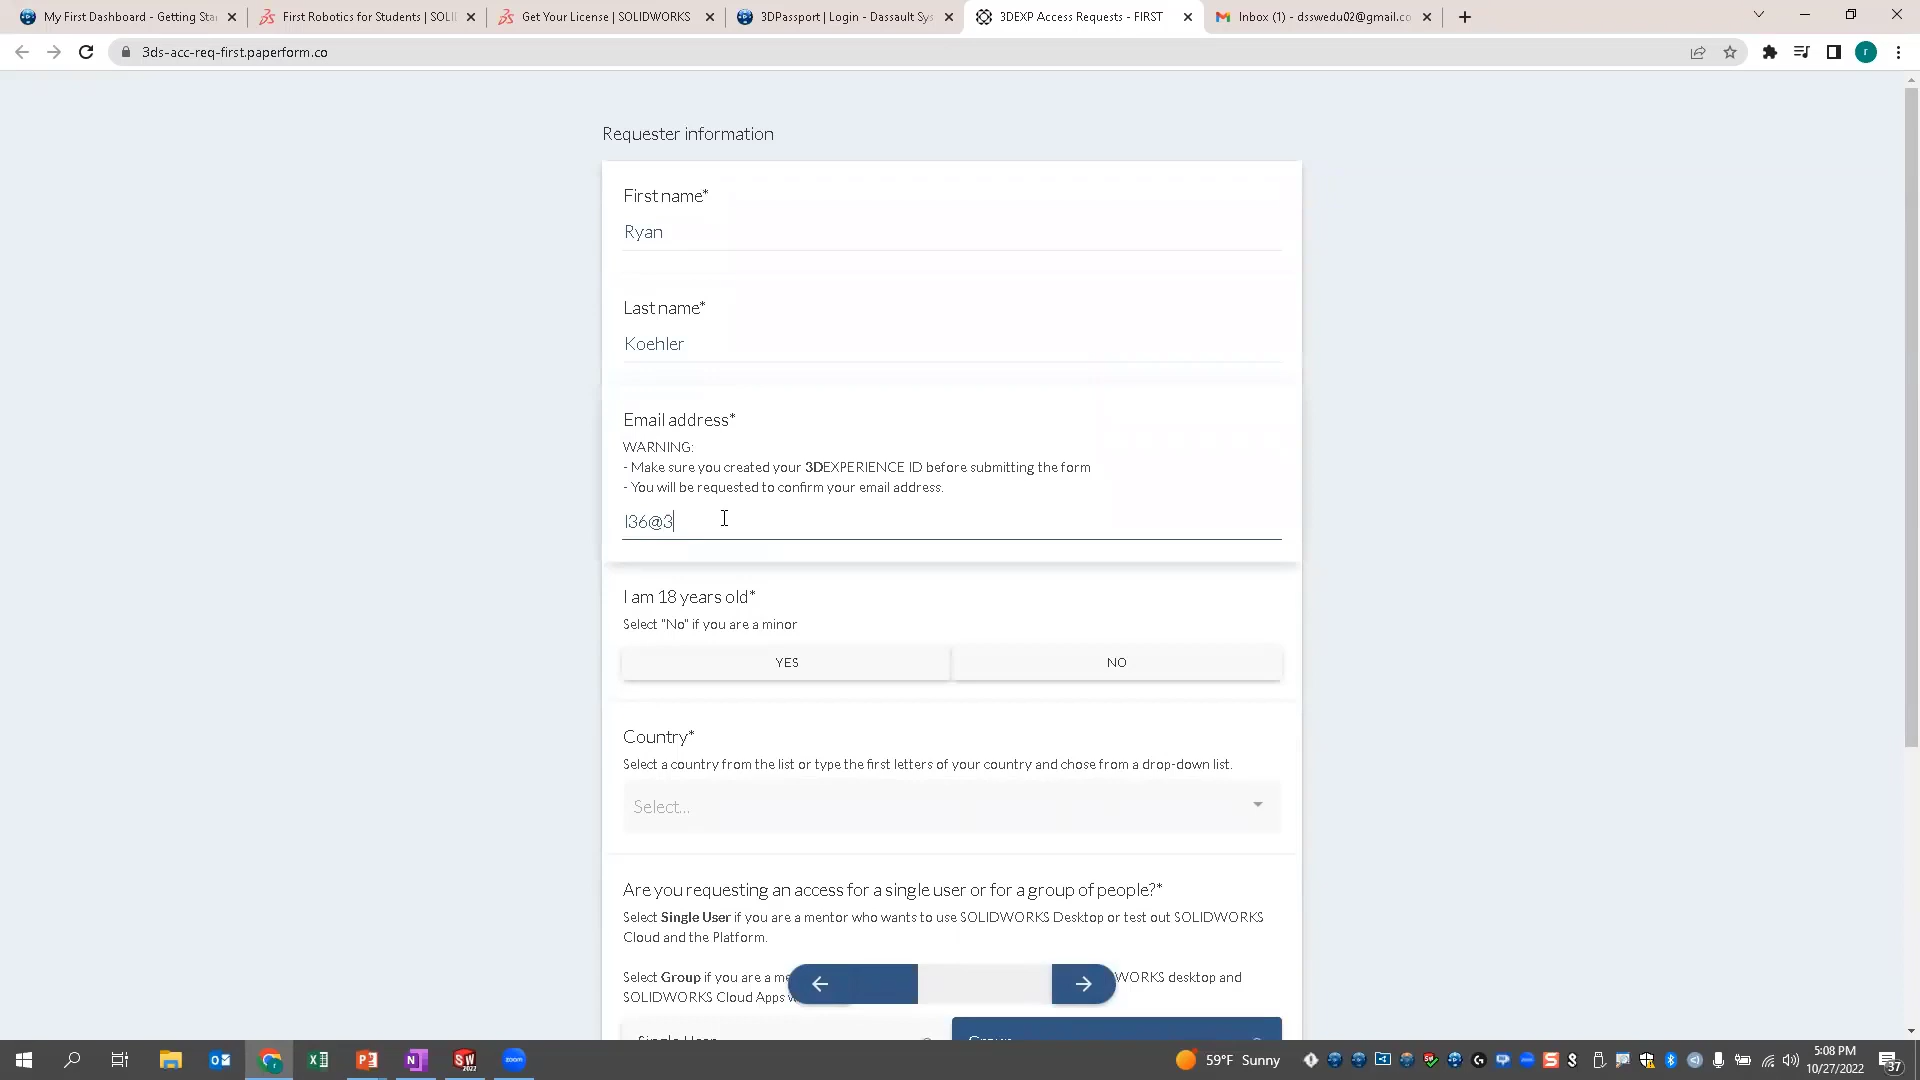 My First Dashboard - Getting Sta
First Robotics for Students | SOLI
Get Your License | SOLIDWORKS
3DPassport | Login - Dassault Sys
3DEXP Access Requests - FIRST
Inbox (1) - dsswedu02@gmail.co
3ds-acc-req-first.paperform.co
r
Requester information
First name*
Ryan
Last name*
Koehler
Email address*
WARNING:
- Make sure you created your 3DEXPERIENCE ID before submitting the form
- You will be requested to confirm your email address.
l36@3
I am 18 years old*
Select "No" if you are a minor
YES
NO
Country*
Select a country from the list or type the first letters of your country and chose from a drop-down list.
Select...
Are you requesting an access for a single user or for a group of people?*
Select Single User if you are a mentor who wants to use SOLIDWORKS Desktop or test out SOLIDWORKS
Cloud and the Platform.
Select Group if you are a me WORKS desktop and
SOLIDWORKS Cloud Apps w
Single User
Group
59°F Sunny
5:08 PM
10/27/2022
37